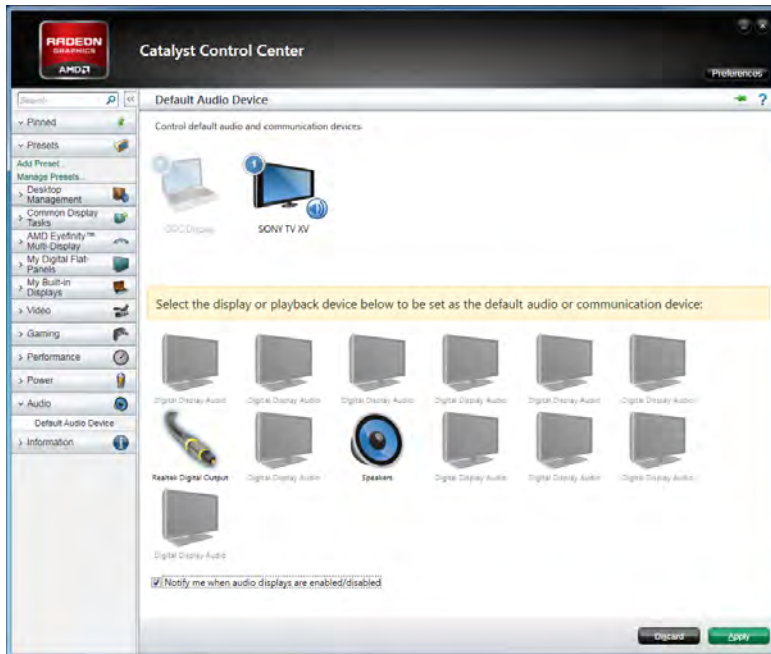 RADEON
GRAPHICS
AMD
Catalyst Control Center
Preferences
Search
Default Audio Device
Pinned
Control default audio and communication devices
Presets
Add Preset...
Manage Presets...
Desktop
Management
Common Display
Tasks
AMD Eyefinity™
Multi-Display
My Digital Flat-
Panels
My Built-in
Displays
Video
Gaming
Performance
Power
Audio
Default Audio Device
Information
Display
SONY TV XV
1
Select the display or playback device below to be set as the default audio or communication device:
Digital Display Audio Digital Display Audio Digital Display Audio Digital Display Audio Digital Display Audio Digital Display Audio
Realtek Digital Output Digital Display Audio Speakers Digital Display Audio Digital Display Audio Digital Display Audio
Digital Display Audio
Notify me when audio displays are enabled/disabled
Discard Apply